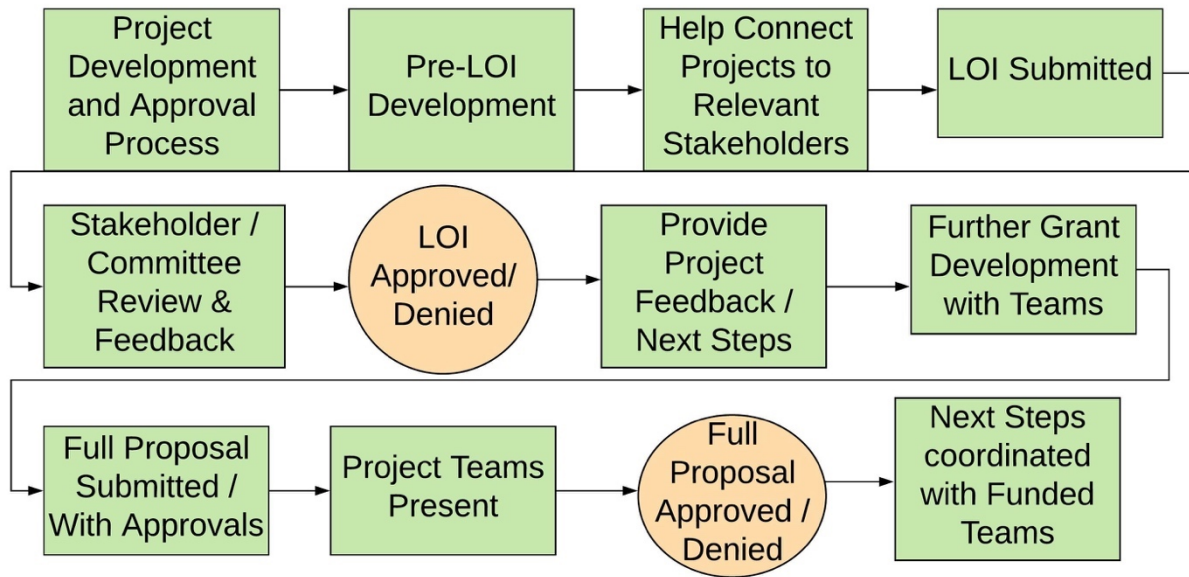 Project
Development
and Approval
Process
Pre-LOI
Development
Help Connect
Projects to
Relevant
Stakeholders
LOI Submitted
Stakeholder /
Committee
Review &
Feedback
LOI
Approved/
Denied
Provide
Project
Feedback /
Next Steps
Further Grant
Development
with Teams
Full Proposal
Submitted /
With Approvals
Project Teams
Present
Full
Proposal
Approved /
Denied
Next Steps
coordinated
with Funded
Teams